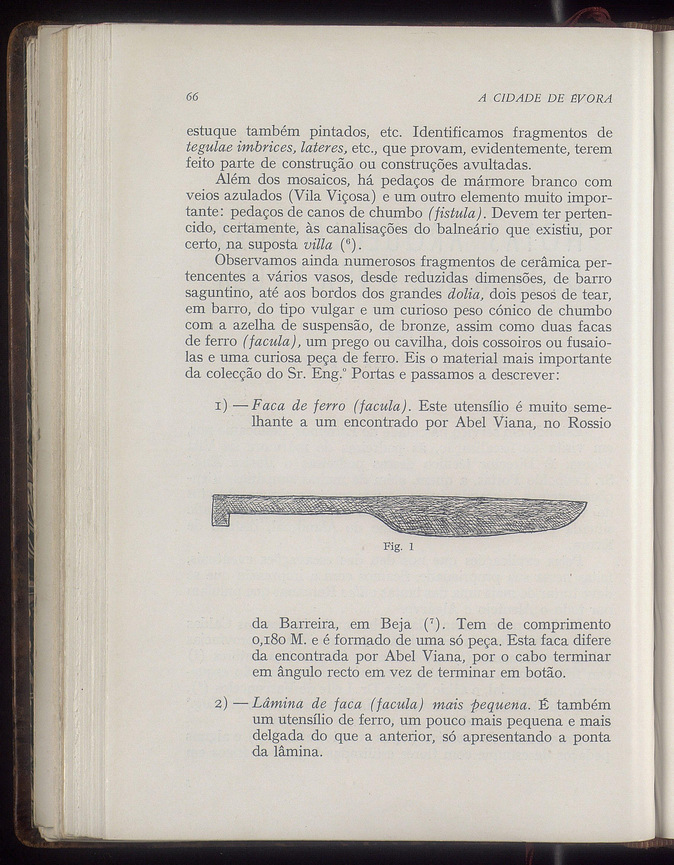 66
A CIDADE DE ÉVORA
estuque também pintados, etc. Identificamos fragmentos de
tegulae imbrices, lateres, etc., que provam, evidentemente, terem
feito parte de construção ou construções avultadas.
Além dos mosaicos, há pedaços de mármore branco com
veios azulados (Vila Viçosa) e um outro elemento muito impor-
tante: pedaços de canos de chumbo (fistula). Devem ter perten-
cido, certamente, às canalisações do balneário que existiu, por
certo, na suposta villa (⁶).
Observamos ainda numerosos fragmentos de cerâmica per-
tencentes a vários vasos, desde reduzidas dimensões, de barro
saguntino, até aos bordos dos grandes dolia, dois pesos de tear,
em barro, do tipo vulgar e um curioso peso cónico de chumbo
com a azelha de suspensão, de bronze, assim como duas facas
de ferro (facula), um prego ou cavilha, dois cossoiros ou fusaio-
las e uma curiosa peça de ferro. Eis o material mais importante
da colecção do Sr. Eng.º Portas e passamos a descrever:
1) — Faca de ferro (facula). Este utensílio é muito seme-
lhante a um encontrado por Abel Viana, no Rossio
Fig. 1
da Barreira, em Beja (⁷). Tem de comprimento
0,180 M. e é formado de uma só peça. Esta faca difere
da encontrada por Abel Viana, por o cabo terminar
em ângulo recto em vez de terminar em botão.
2) — Lâmina de faca (facula) mais pequena. É também
um utensílio de ferro, um pouco mais pequena e mais
delgada do que a anterior, só apresentando a ponta
da lâmina.